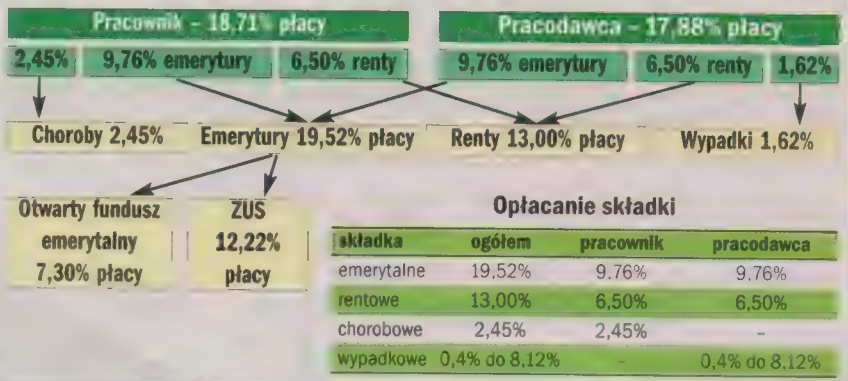 Pracownik – 18,71% płacy
Pracodawca – 17,88% płacy
2,45%
9,76% emerytury
6,50% renty
9,76% emerytury
6,50% renty
1,62%
Choroby 2,45%
Emerytury 19,52% płacy
Renty 13,00% płacy
Wypadki 1,62%
Otwarty fundusz
emerytalny
7,30% płacy
ZUS
12,22%
płacy
Opłacanie składki
składka ogółem pracownik pracodawca
emerytalne 19,52% 9.76% 9.76%
rentowe 13,00% 6,50% 6,50%
chorobowe 2,45% 2,45% -
wypadkowe 0,4% do 8,12% - 0,4% do 8,12%